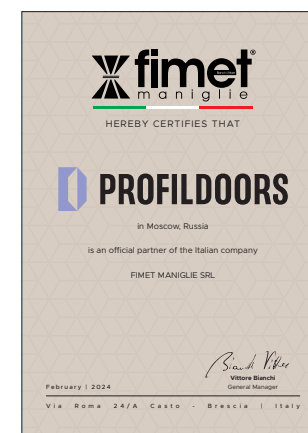 fimet®
maniglie
HEREBY CERTIFIES THAT
PROFILDOORS
in Moscow, Russia
is an official partner of the Italian company
FIMET MANIGLIE SRL
Vittore Bianchi
February | 2024
General Manager
Via Roma 24/A Casto - Brescia | Italy